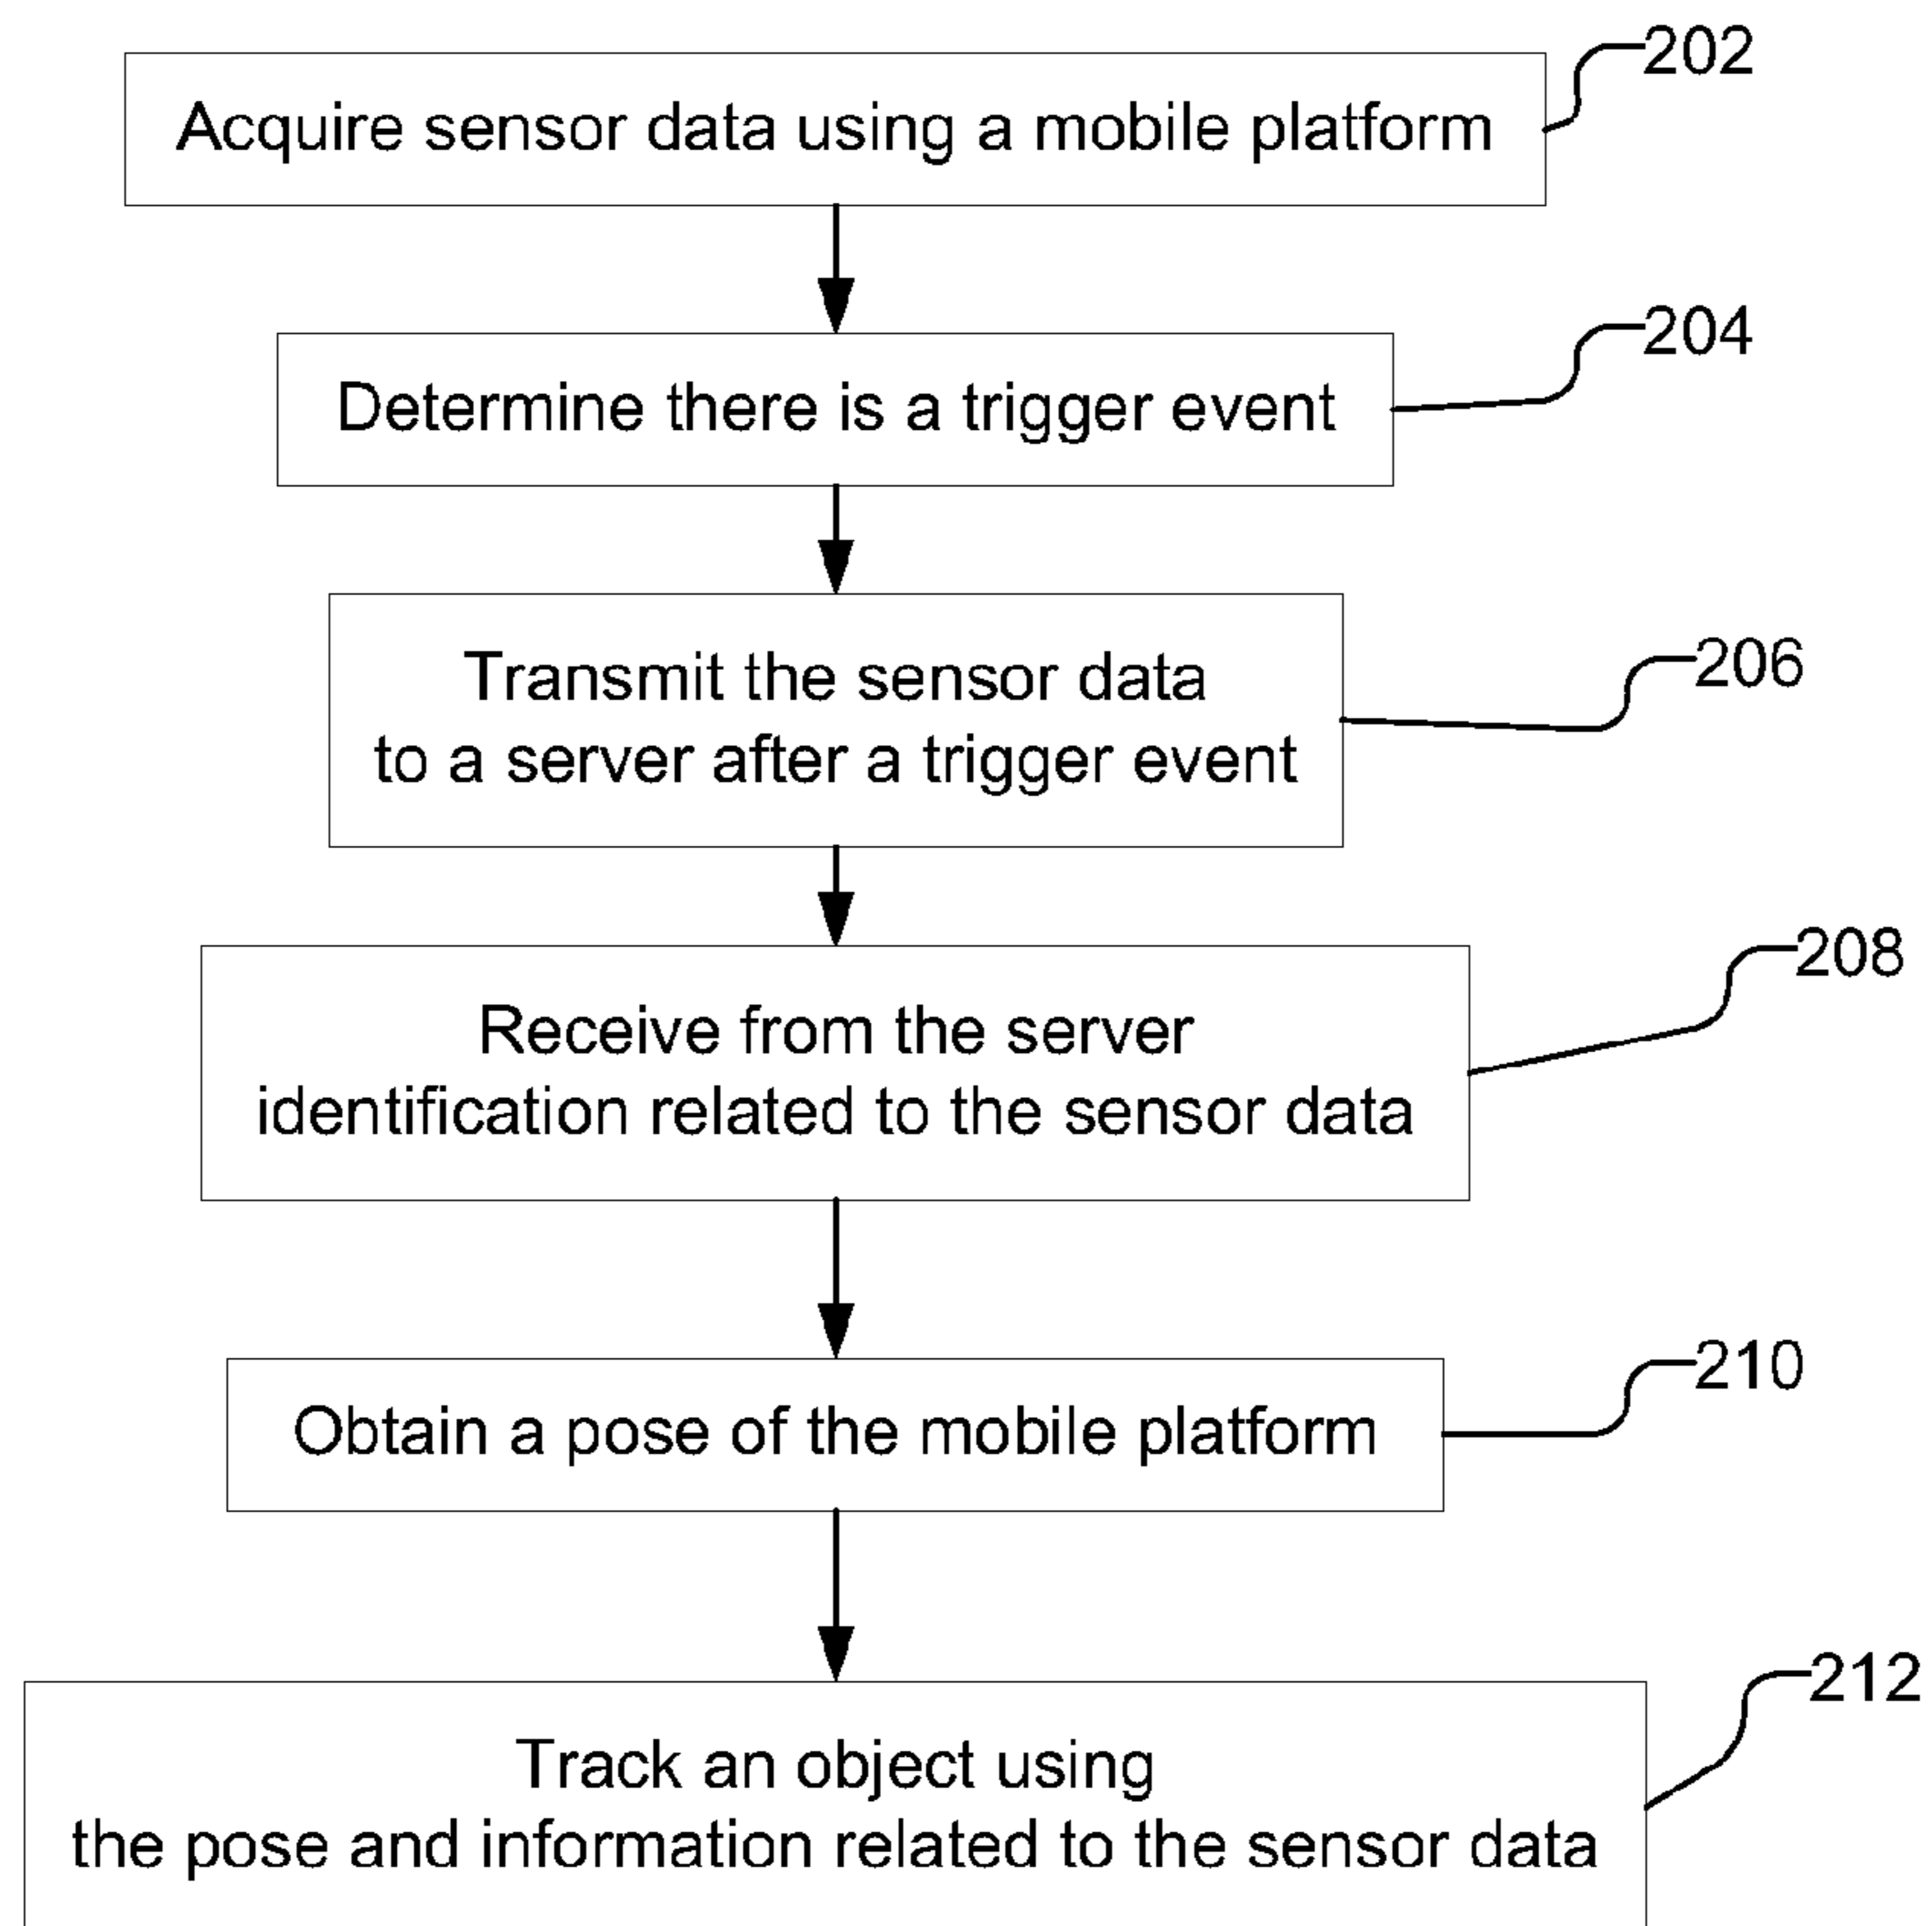 202
Acquire sensor data using a mobile platform
204
Determine there is a trigger event
206
Transmit the sensor data
to a server after a trigger event
208
Receive from the server
identification related to the sensor data
210
Obtain a pose of the mobile platform
212
Track an object using
the pose and information related to the sensor data